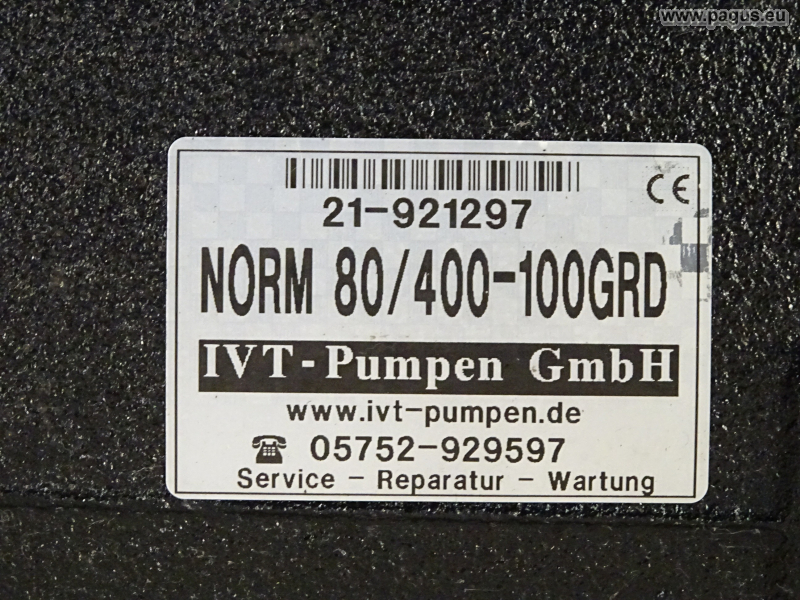 www.pagus.eu
CE
21-921297
NORM 80/400-100GRD
IVT-Pumpen GmbH
www.ivt-pumpen.de
☎ 05752-929597
Service - Reparatur - Wartung